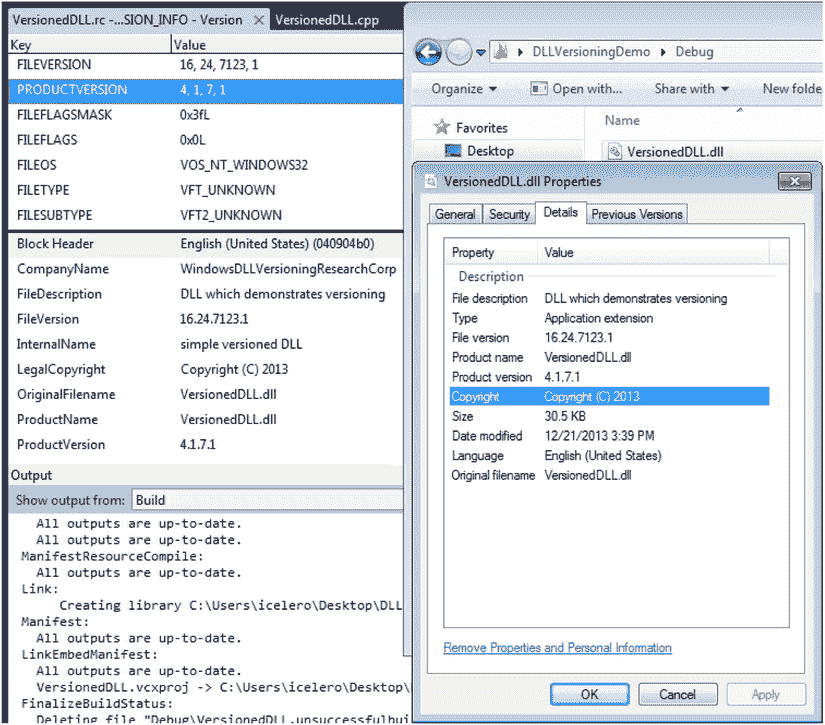 VersionedDLL.rc -...SION_INFO - Version
VersionedDLL.cpp
Key Value
FILEVERSION 16, 24, 7123, 1
PRODUCTVERSION 4, 1, 7, 1
FILEFLAGSMASK 0x3fL
FILEFLAGS 0x0L
FILEOS VOS_NT_WINDOWS32
FILETYPE VFT_UNKNOWN
FILESUBTYPE VFT2_UNKNOWN
Block Header English (United States) (040904b0)
CompanyName WindowsDLLVersioningResearchCorp
FileDescription DLL which demonstrates versioning
FileVersion 16.24.7123.1
InternalName simple versioned DLL
LegalCopyright Copyright (C) 2013
OriginalFilename VersionedDLL.dll
ProductName VersionedDLL.dll
ProductVersion 4.1.7.1
Output
Show output from: Build
All outputs are up-to-date.
All outputs are up-to-date.
ManifestResourceCompile:
All outputs are up-to-date.
Link:
Creating library C:\Users\icelero\Desktop\DLL
Manifest:
All outputs are up-to-date.
LinkEmbedManifest:
All outputs are up-to-date.
VersionedDLL.vcxproj -> C:\Users\icelero\Desktop\
FinalizeBuildStatus:
Deleting file "Debug\VersionedDLL.unsuccessfulbui
DLLVersioningDemo Debug
Organize Open with... Share with New folde
Favorites
Desktop
Name
VersionedDLL.dll
VersionedDLL.dll Properties
General Security Details Previous Versions
Property Value
Description
File description DLL which demonstrates versioning
Type Application extension
File version 16.24.7123.1
Product name VersionedDLL.dll
Product version 4.1.7.1
Copyright Copyright (C) 2013
Size 30.5 KB
Date modified 12/21/2013 3:39 PM
Language English (United States)
Original filename VersionedDLL.dll
Remove Properties and Personal Information
OK Cancel Apply